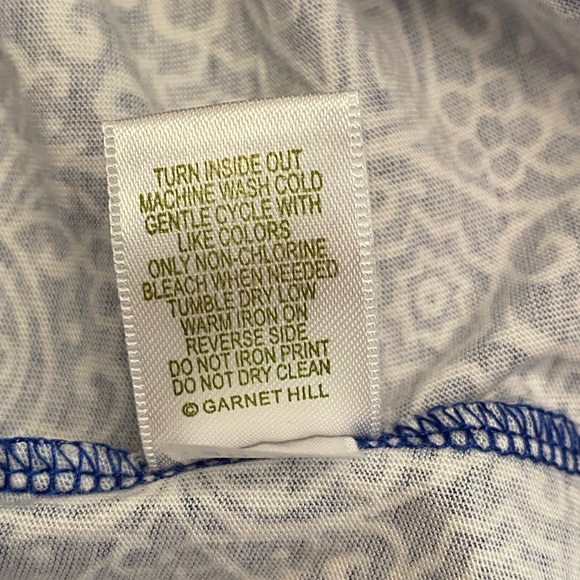 TURN INSIDE OUT
MACHINE WASH COLD
GENTLE CYCLE WITH
LIKE COLORS
ONLY NON-CHLORINE
BLEACH WHEN NEEDED
TUMBLE DRY LOW
WARM IRON ON
REVERSE SIDE
DO NOT IRON PRINT
DO NOT DRY CLEAN
© GARNET HILL